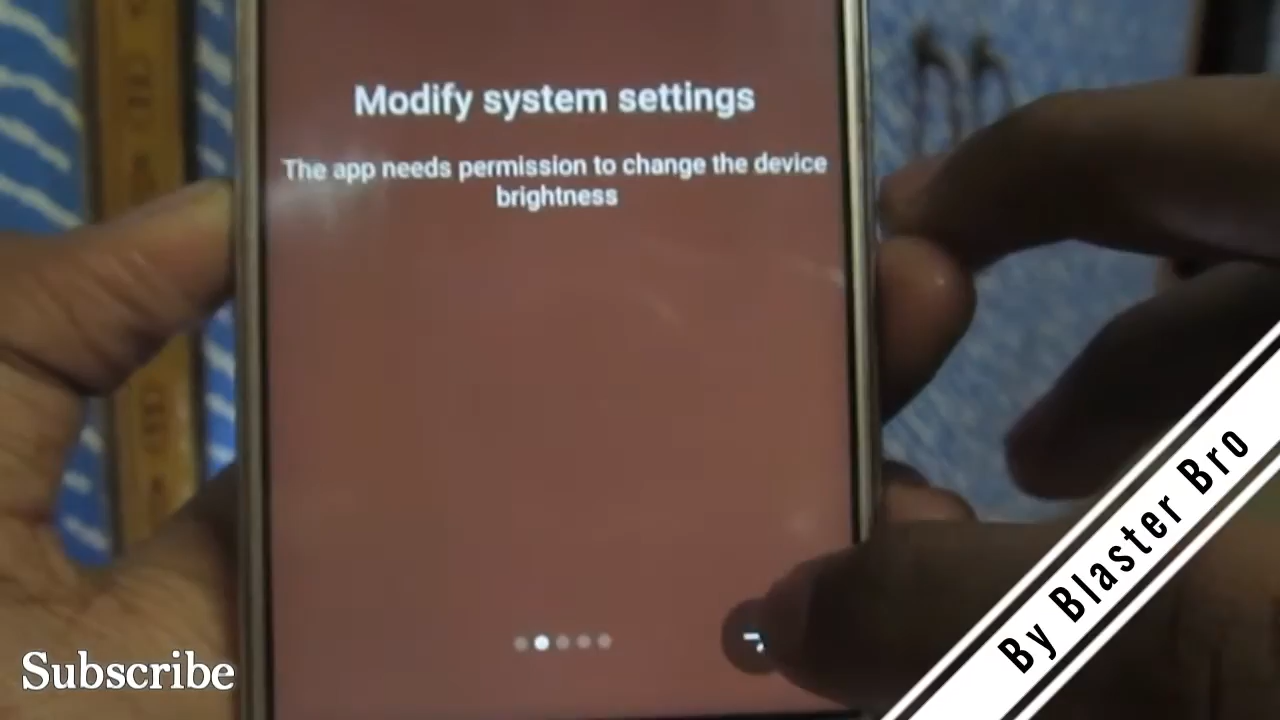 Modify system settings
The app needs permission to change the device
brightness
By Blaster Bro
Subscribe